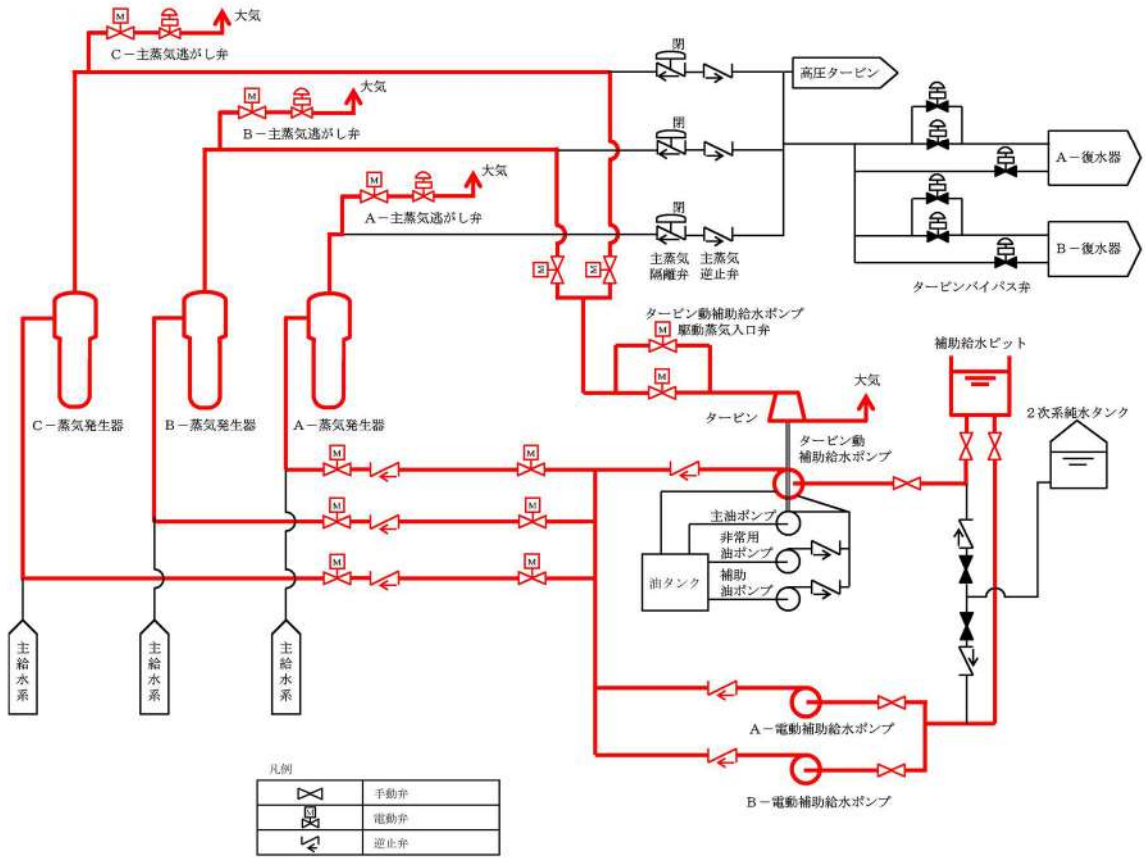 大気
M
C－主蒸気逃がし弁
閉
高圧タービン
大気
M
B－主蒸気逃がし弁
閉
A－復水器
大気
M
A－主蒸気逃がし弁
閉
主蒸気
隔離弁
主蒸気
逆止弁
B－復水器
タービンバイパス弁
M
M
タービン動補助給水ポンプ
駆動蒸気入口弁
M
M
補助給水ピット
大気
タービン
2次系純水タンク
C－蒸気発生器
B－蒸気発生器
A－蒸気発生器
タービン動
補助給水ポンプ
M
M
M
M
M
M
主油ポンプ
非常用
油ポンプ
補助
油ポンプ
油タンク
主給水系
主給水系
主給水系
A－電動補助給水ポンプ
B－電動補助給水ポンプ
凡例
手動弁
M
電動弁
逆止弁